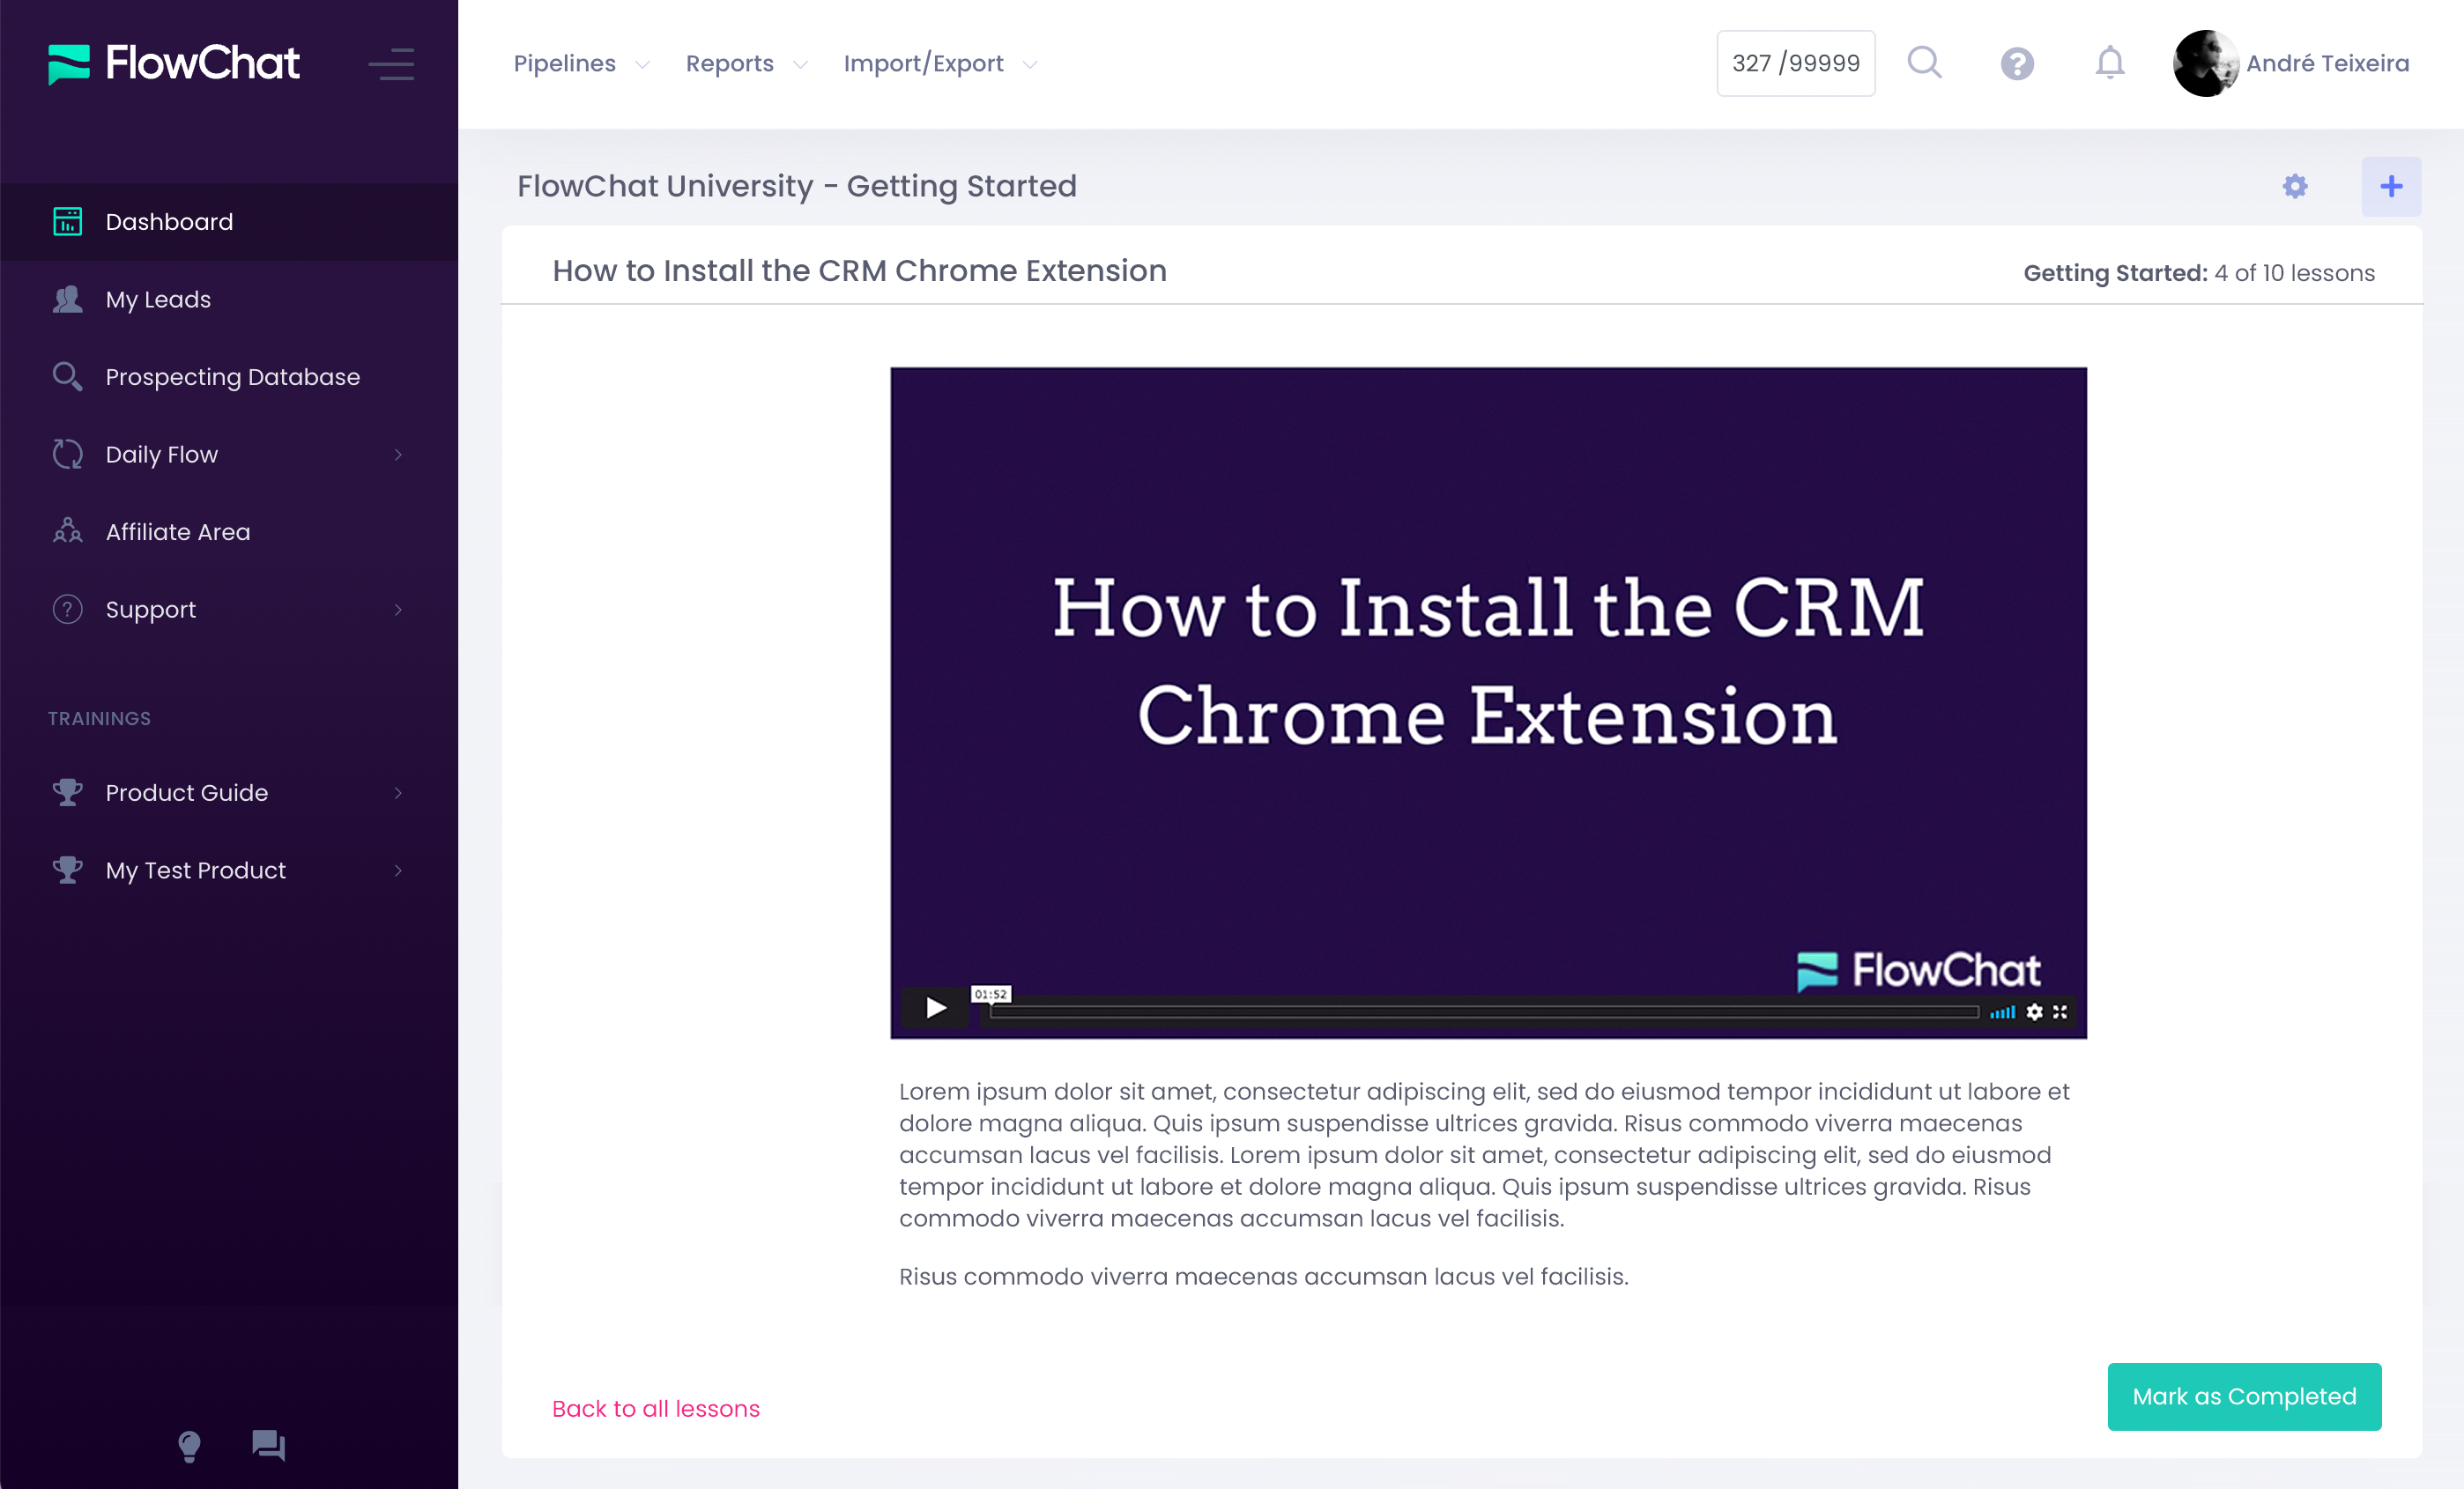 FlowChat
Pipelines
Reports
Import/Export
327 /99999
André Teixeira
Dashboard
My Leads
Prospecting Database
Daily Flow
Affiliate Area
Support
TRAININGS
Product Guide
My Test Product
FlowChat University - Getting Started
How to Install the CRM Chrome Extension
Getting Started: 4 of 10 lessons
How to Install the CRM
Chrome Extension
FlowChat
01:52
Lorem ipsum dolor sit amet, consectetur adipiscing elit, sed do eiusmod tempor incididunt ut labore et
dolore magna aliqua. Quis ipsum suspendisse ultrices gravida. Risus commodo viverra maecenas
accumsan lacus vel facilisis. Lorem ipsum dolor sit amet, consectetur adipiscing elit, sed do eiusmod
tempor incididunt ut labore et dolore magna aliqua. Quis ipsum suspendisse ultrices gravida. Risus
commodo viverra maecenas accumsan lacus vel facilisis.
Risus commodo viverra maecenas accumsan lacus vel facilisis.
Back to all lessons
Mark as Completed